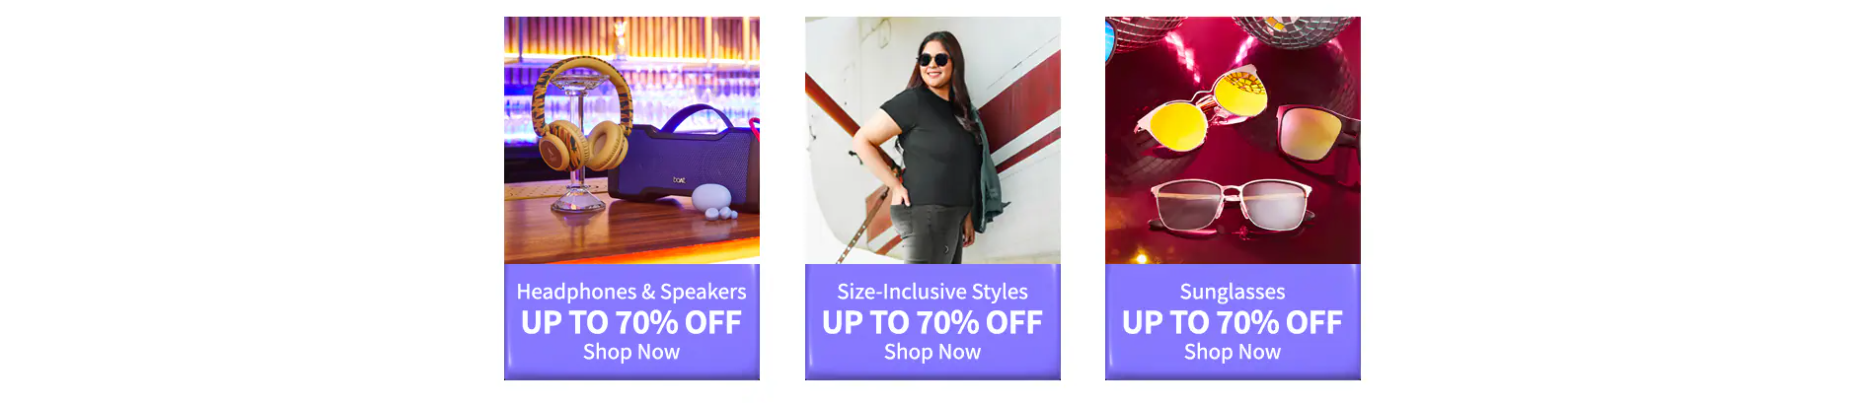 boAt
Headphones & Speakers
UP TO 70% OFF
Shop Now
Size-Inclusive Styles
UP TO 70% OFF
Shop Now
Sunglasses
UP TO 70% OFF
Shop Now